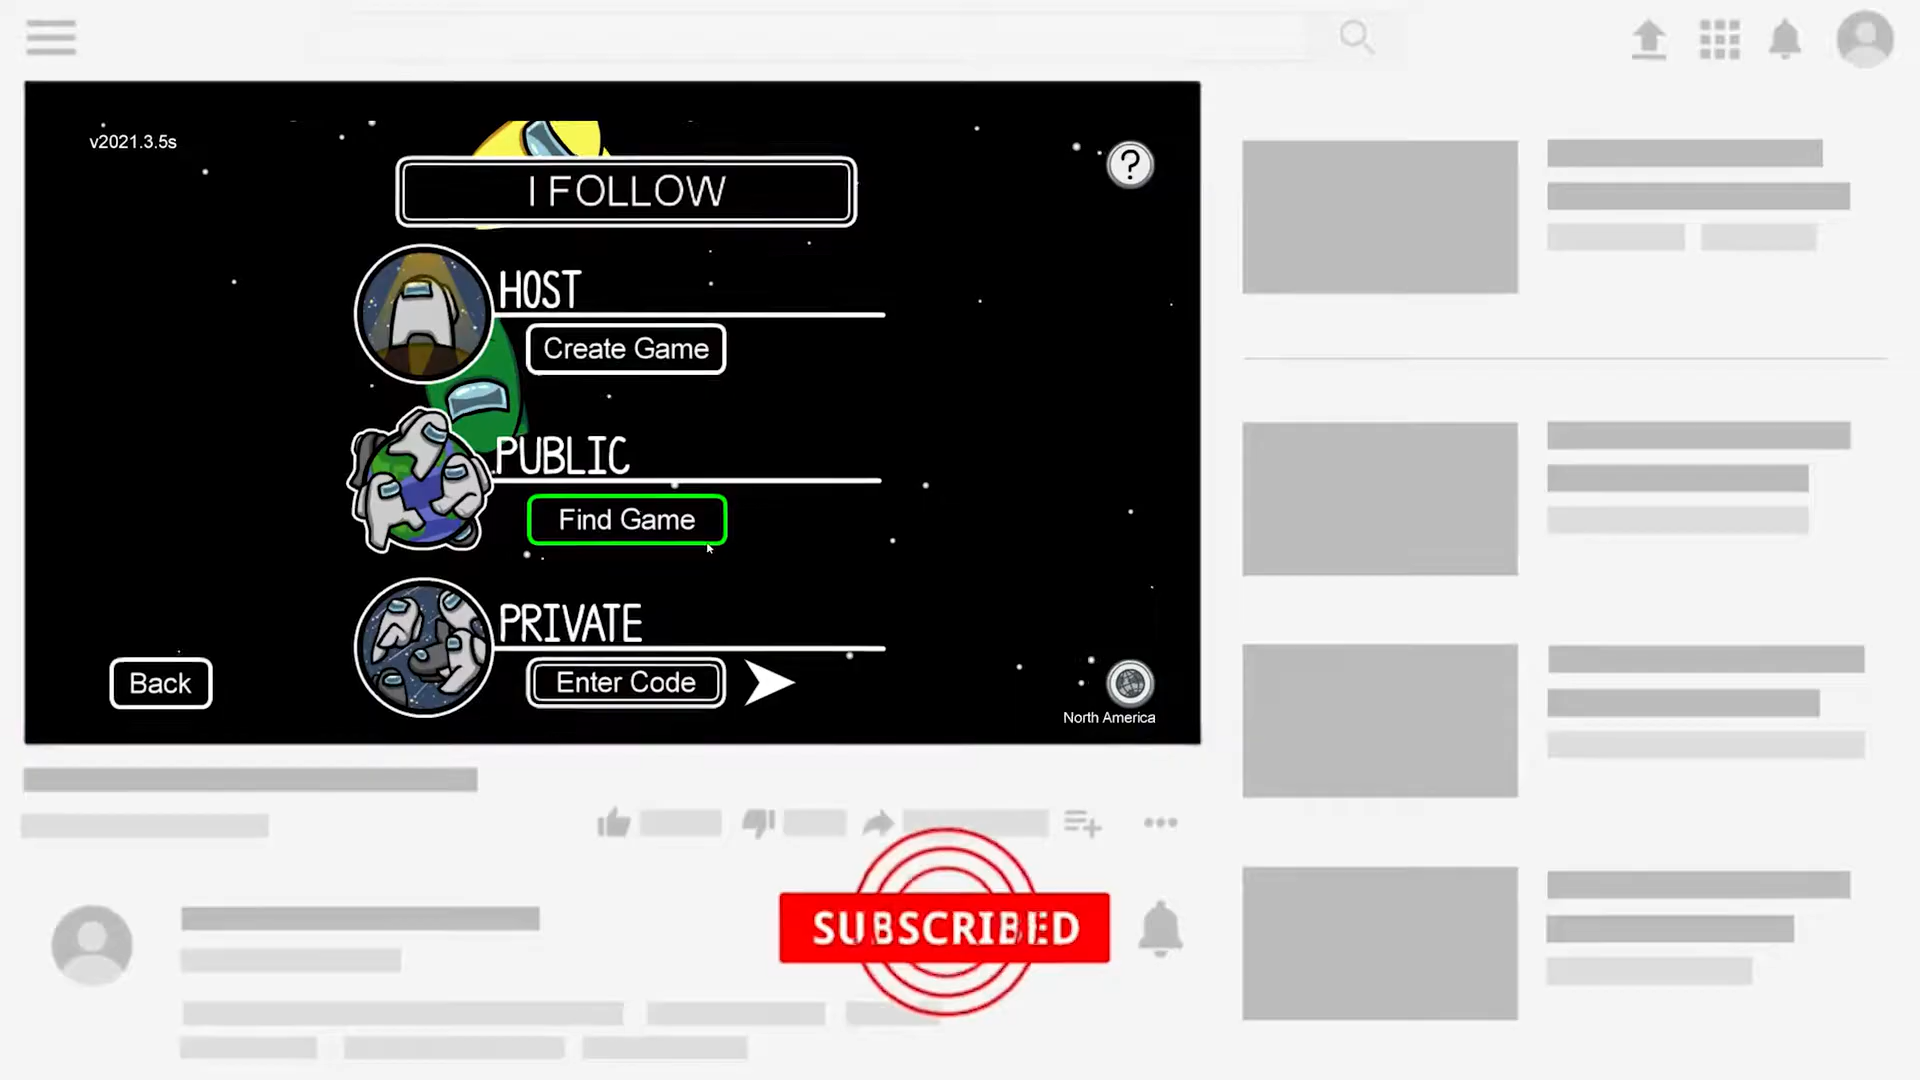 v2021.3.5s
I FOLLOW
?
HOST
Create Game
PUBLIC
Find Game
PRIVATE
Enter Code
Back
North America
SUBSCRIBED